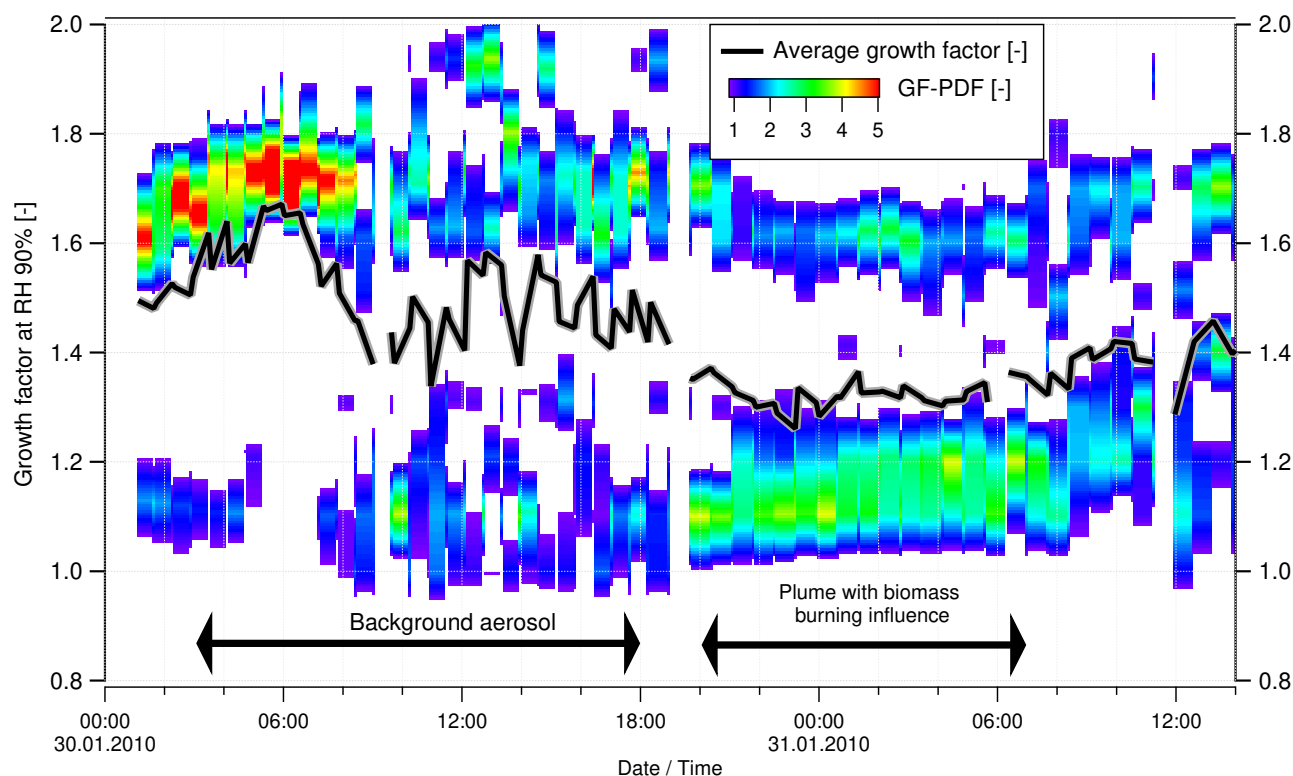 2.0
2.0
Average growth factor [-]
GF-PDF [-]
1 2 3 4 5
1.8
1.8
1.6
1.6
Growth factor at RH 90% [-]
1.4
1.4
1.2
1.2
1.0
1.0
Plume with biomass
burning influence
Background aerosol
0.8
0.8
00:00 06:00 12:00 18:00 00:00 06:00 12:00
30.01.2010 31.01.2010
Date / Time